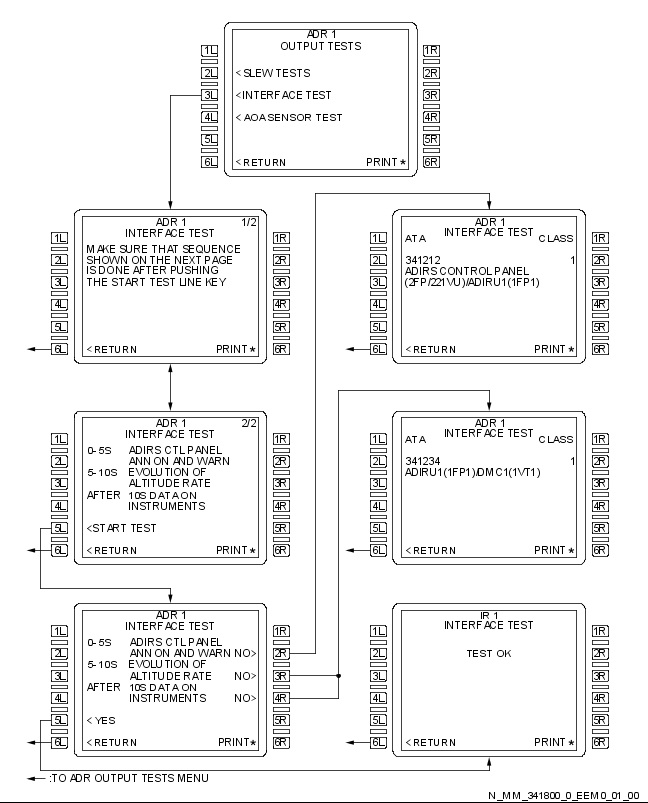 ADR 1
OUTPUT TESTS
1L 1R
2L <SLEW TESTS 2R
3L <INTERFACE TEST 3R
4L <AOA SENSOR TEST 4R
5L 5R
6L <RETURN PRINT* 6R
ADR 1 1/2
INTERFACE TEST
1L MAKE SURE THAT SEQUENCE 1R
2L SHOWN ON THE NEXT PAGE 2R
IS DONE AFTER PUSHING
3L THE START TEST LINE KEY 3R
4L 4R
5L 5R
6L <RETURN PRINT* 6R
ADR 1
INTERFACE TEST
1L ATA CLASS 1R
2L 341212 1 2R
ADIRS CONTROL PANEL
3L (2FP/221VU)/ADIRU1(1FP1) 3R
4L 4R
5L 5R
6L <RETURN PRINT* 6R
ADR 1 2/2
INTERFACE TEST
1L 1R
0-5S ADIRS CTL PANEL
2L ANN ON AND WARN 2R
5-10S EVOLUTION OF
3L ALTITUDE RATE 3R
AFTER 10S DATA ON
4L INSTRUMENTS 4R
5L <START TEST 5R
6L <RETURN PRINT* 6R
ADR 1
INTERFACE TEST
1L ATA CLASS 1R
2L 341234 1 2R
ADIRU1(1FP1)/DMC1(1VT1)
3L 3R
4L 4R
5L 5R
6L <RETURN PRINT* 6R
ADR 1
INTERFACE TEST
1L 1R
0-5S ADIRS CTL PANEL
2L ANN ON AND WARN NO> 2R
5-10S EVOLUTION OF
3L ALTITUDE RATE NO> 3R
AFTER 10S DATA ON
4L INSTRUMENTS NO> 4R
5L <YES 5R
6L <RETURN PRINT* 6R
IR 1
INTERFACE TEST
1L 1R
2L TEST OK 2R
3L 3R
4L 4R
5L 5R
6L <RETURN PRINT* 6R
:TO ADR OUTPUT TESTS MENU
N_MM_341800_0_EEM0_01_00